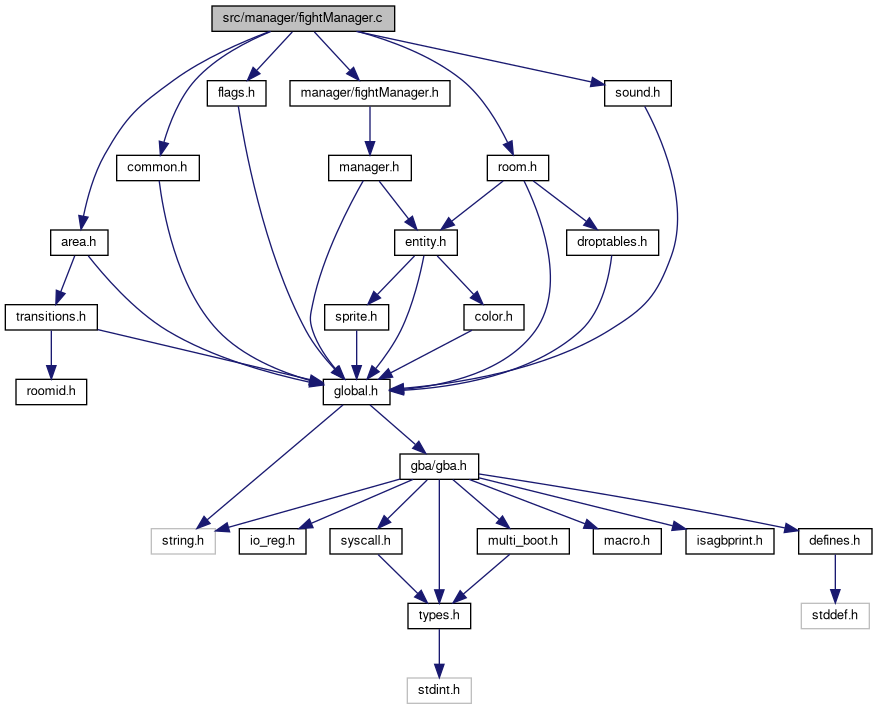 src/manager/fightManager.c
flags.h
manager/fightManager.h
sound.h
common.h
manager.h
room.h
area.h
entity.h
droptables.h
transitions.h
sprite.h
color.h
roomid.h
global.h
gba/gba.h
string.h
io_reg.h
syscall.h
multi_boot.h
macro.h
isagbprint.h
defines.h
types.h
stddef.h
stdint.h